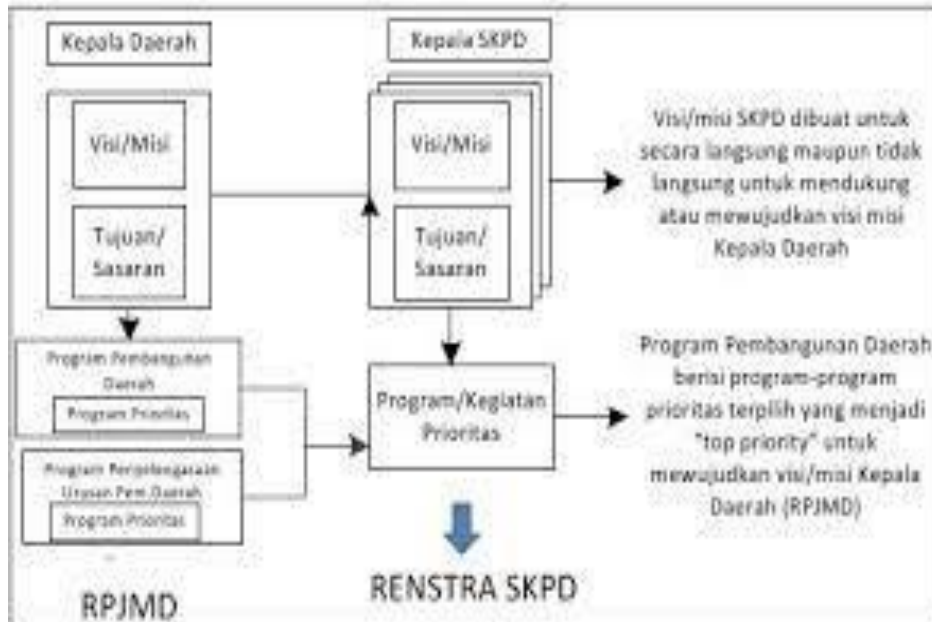 Kepala Daerah
Visi/Misi
Tujuan/
Sasaran
Program Pembangunan
Daerah
Program Prioritas
Program Penyelenggaraan
Urusan Pem.Daerah
Program Prioritas
RPJMD
Kepala SKPD
Visi/Misi
Tujuan/
Sasaran
Program/Kegiatan
Prioritas
RENSTRA SKPD
Visi/misi SKPD dibuat untuk
secara langsung maupun tidak
langsung untuk mendukung
atau mewujudkan visi misi
Kepala Daerah
Program Pembangunan Daerah
berisi program-program
prioritas terpilih yang menjadi
"top priority" untuk
mewujudkan visi/misi Kepala
Daerah (RPJMD)